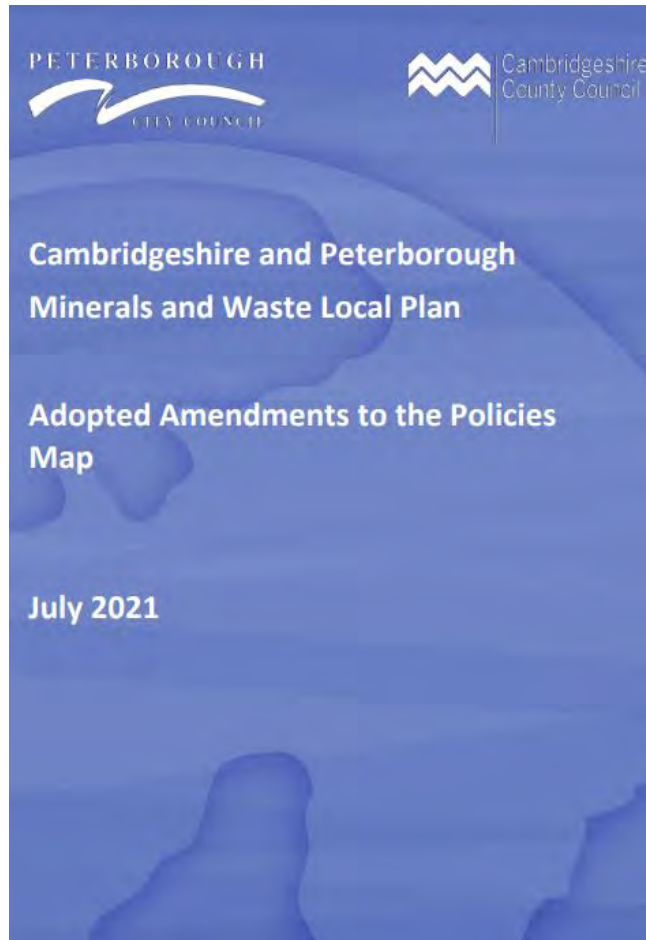 PETERBOROUGH
CITY COUNCIL
Cambridgeshire
County Council
Cambridgeshire and Peterborough
Minerals and Waste Local Plan
Adopted Amendments to the Policies
Map
July 2021